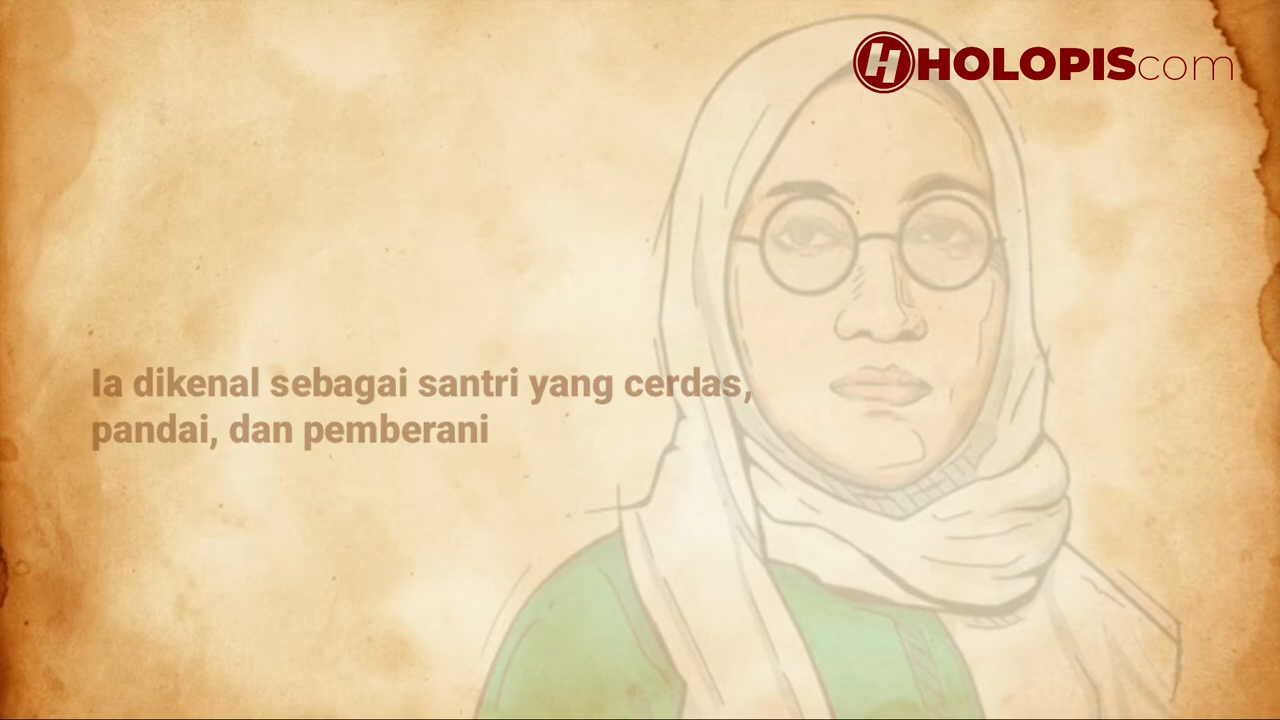 HOLOPIScom
Ia dikenal sebagai santri yang cerdas,
pandai, dan pemberani